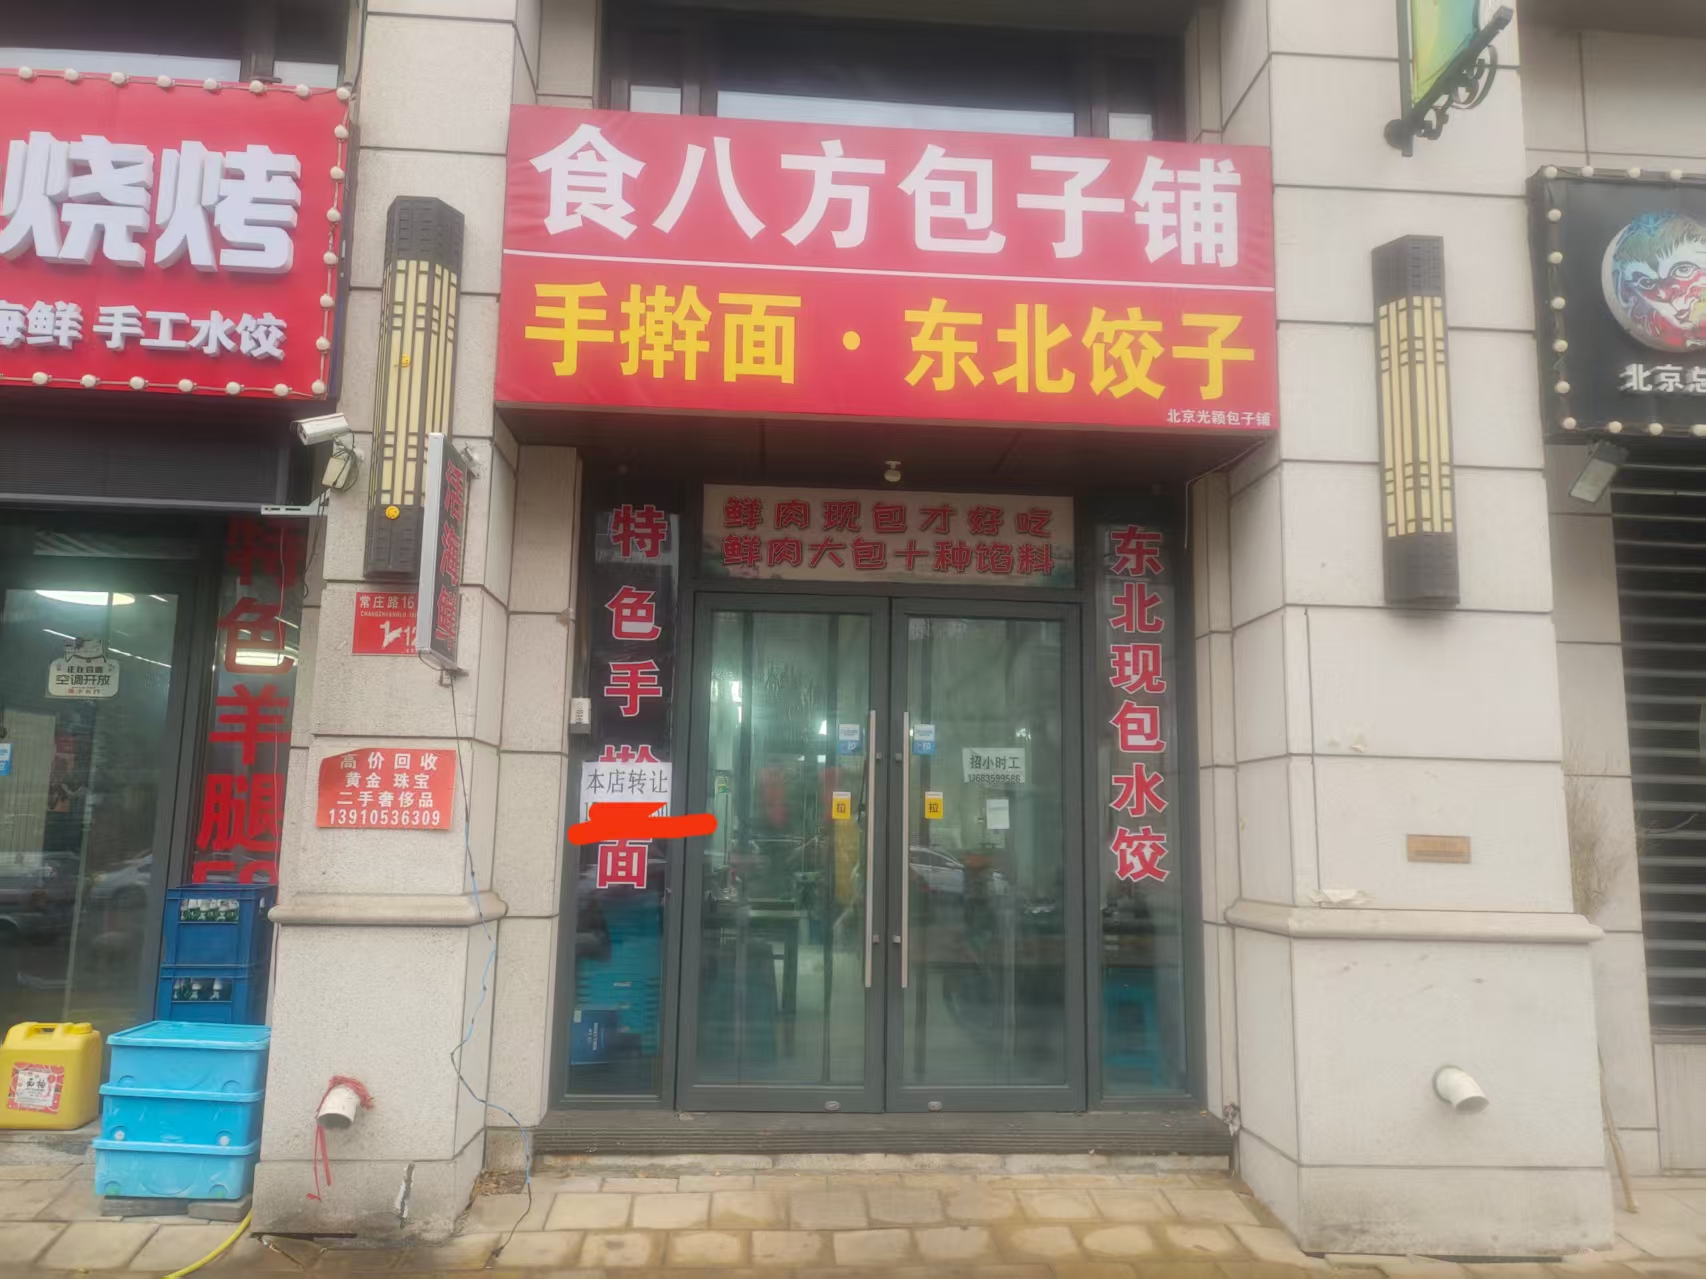 烧烤
海鲜 手工水饺
食八方包子铺
手擀面·东北饺子
北京光颖包子铺
北京总
特色手擀面
鲜肉现包才好吃
鲜肉大包十种馅料
东北现包水饺
特色羊腿
常庄路16
空调开放
高价回收
黄金 珠宝
二手奢侈品
13910536309
本店转让
招小时工
13683599586
拉
拉